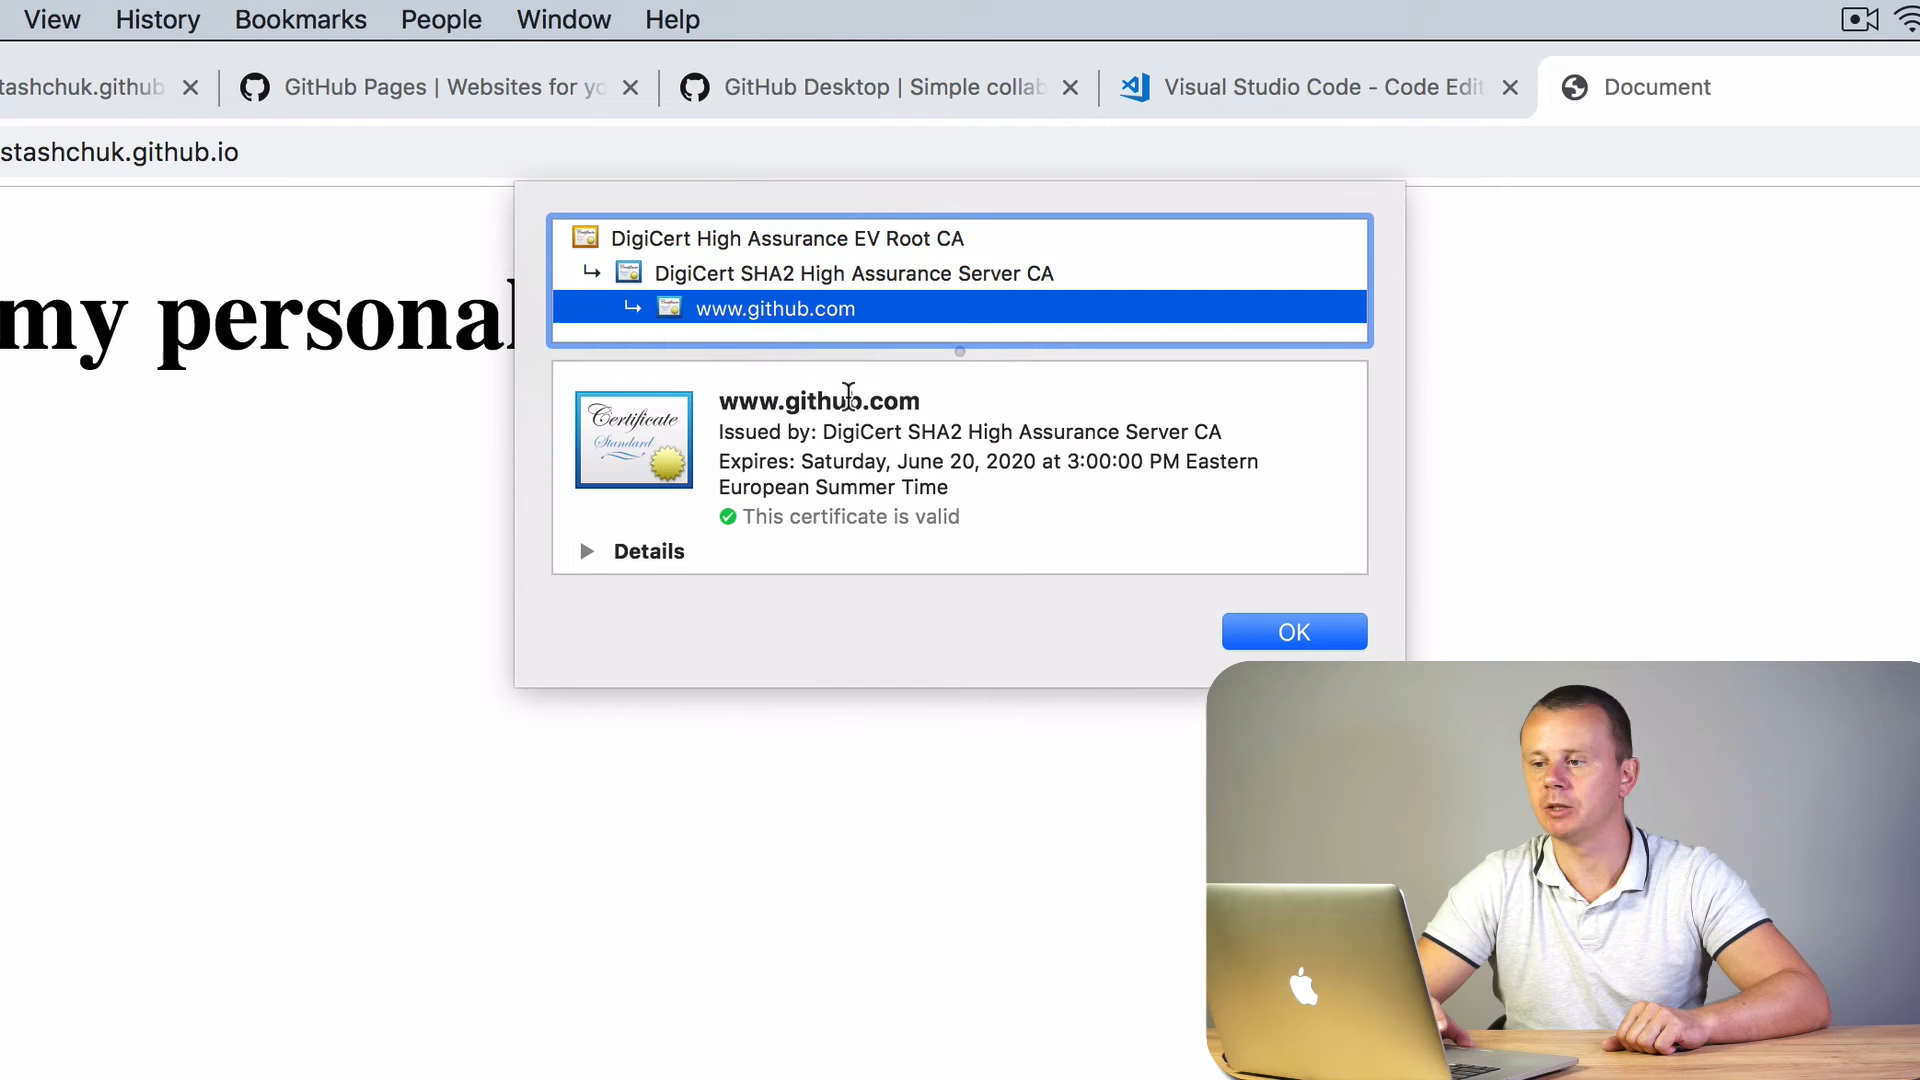 View History Bookmarks People Window Help
tashchuk.github GitHub Pages | Websites for yo GitHub Desktop | Simple collab Visual Studio Code - Code Edit Document
stashchuk.github.io
my personal
DigiCert High Assurance EV Root CA
DigiCert SHA2 High Assurance Server CA
www.github.com
Certificate
Standard
www.github.com
Issued by: DigiCert SHA2 High Assurance Server CA
Expires: Saturday, June 20, 2020 at 3:00:00 PM Eastern
European Summer Time
This certificate is valid
Details
OK